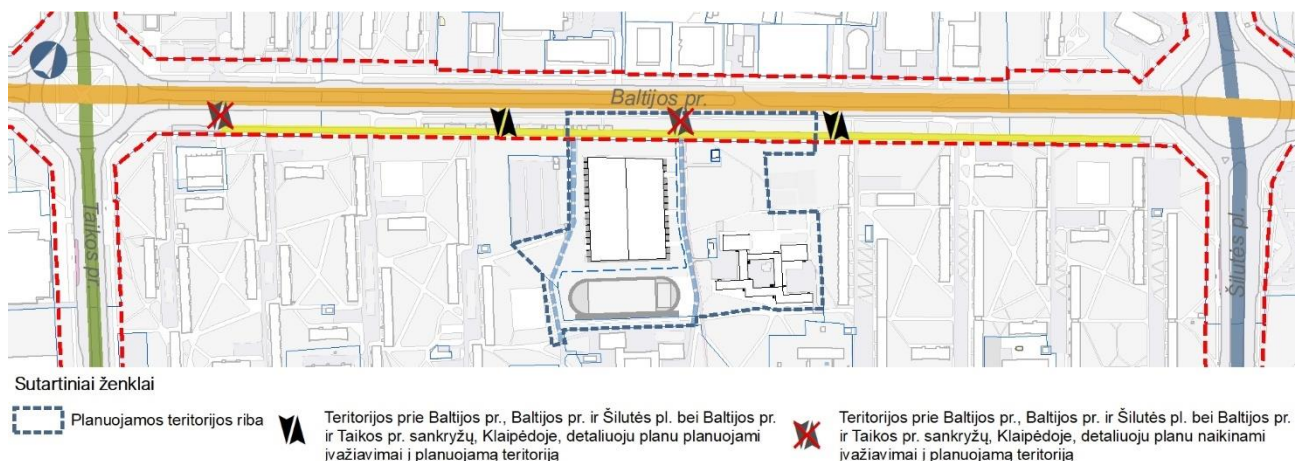 Baltijos pr.
Taikos pr.
Šilutės pl.
Sutartiniai ženklai
Planuojamos teritorijos riba
Teritorijos prie Baltijos pr., Baltijos pr. ir Šilutės pl. bei Baltijos pr.
ir Taikos pr. sankryžų, Klaipėdoje, detaliuoju planu planuojami
įvažiavimai į planuojamą teritoriją
Teritorijos prie Baltijos pr., Baltijos pr. ir Šilutės pl. bei Baltijos pr.
ir Taikos pr. sankryžų, Klaipėdoje, detaliuoju planu naikinami
įvažiavimai į planuojamą teritoriją